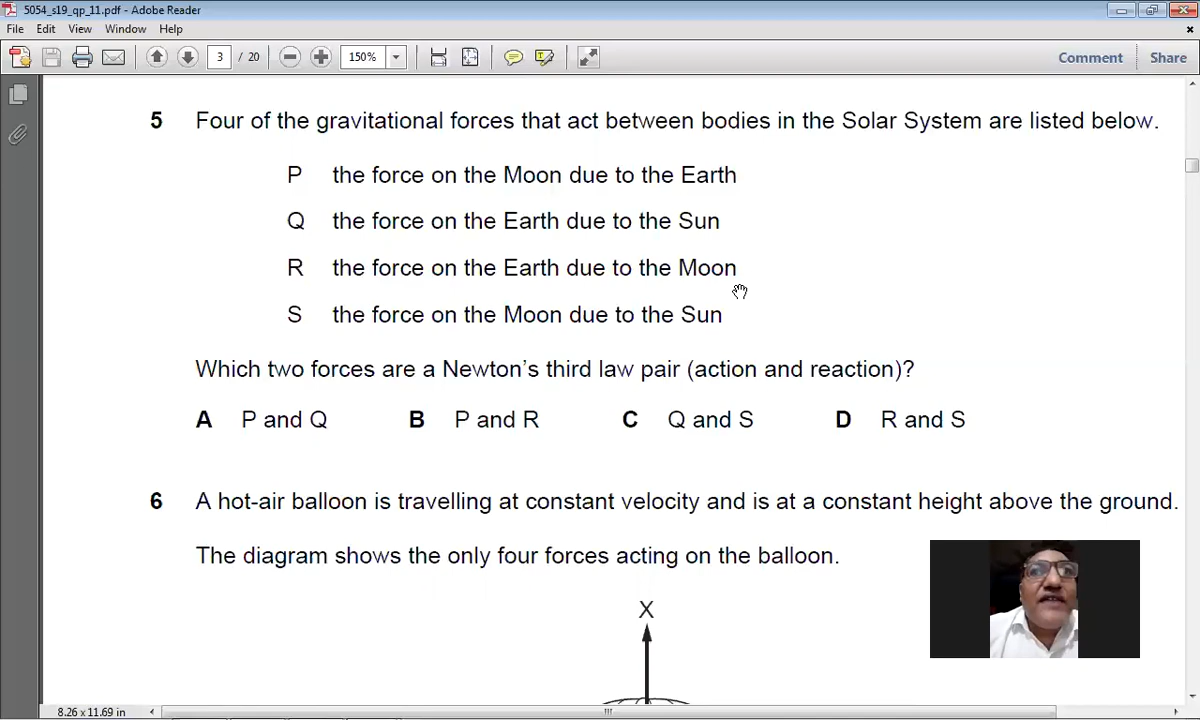 5054_s19_qp_11.pdf - Adobe Reader
File Edit View Window Help
3 / 20 150% Comment Share
5 Four of the gravitational forces that act between bodies in the Solar System are listed below.
P the force on the Moon due to the Earth
Q the force on the Earth due to the Sun
R the force on the Earth due to the Moon
S the force on the Moon due to the Sun
Which two forces are a Newton’s third law pair (action and reaction)?
A P and Q B P and R C Q and S D R and S
6 A hot-air balloon is travelling at constant velocity and is at a constant height above the ground.
The diagram shows the only four forces acting on the balloon.
X
8.26 x 11.69 in